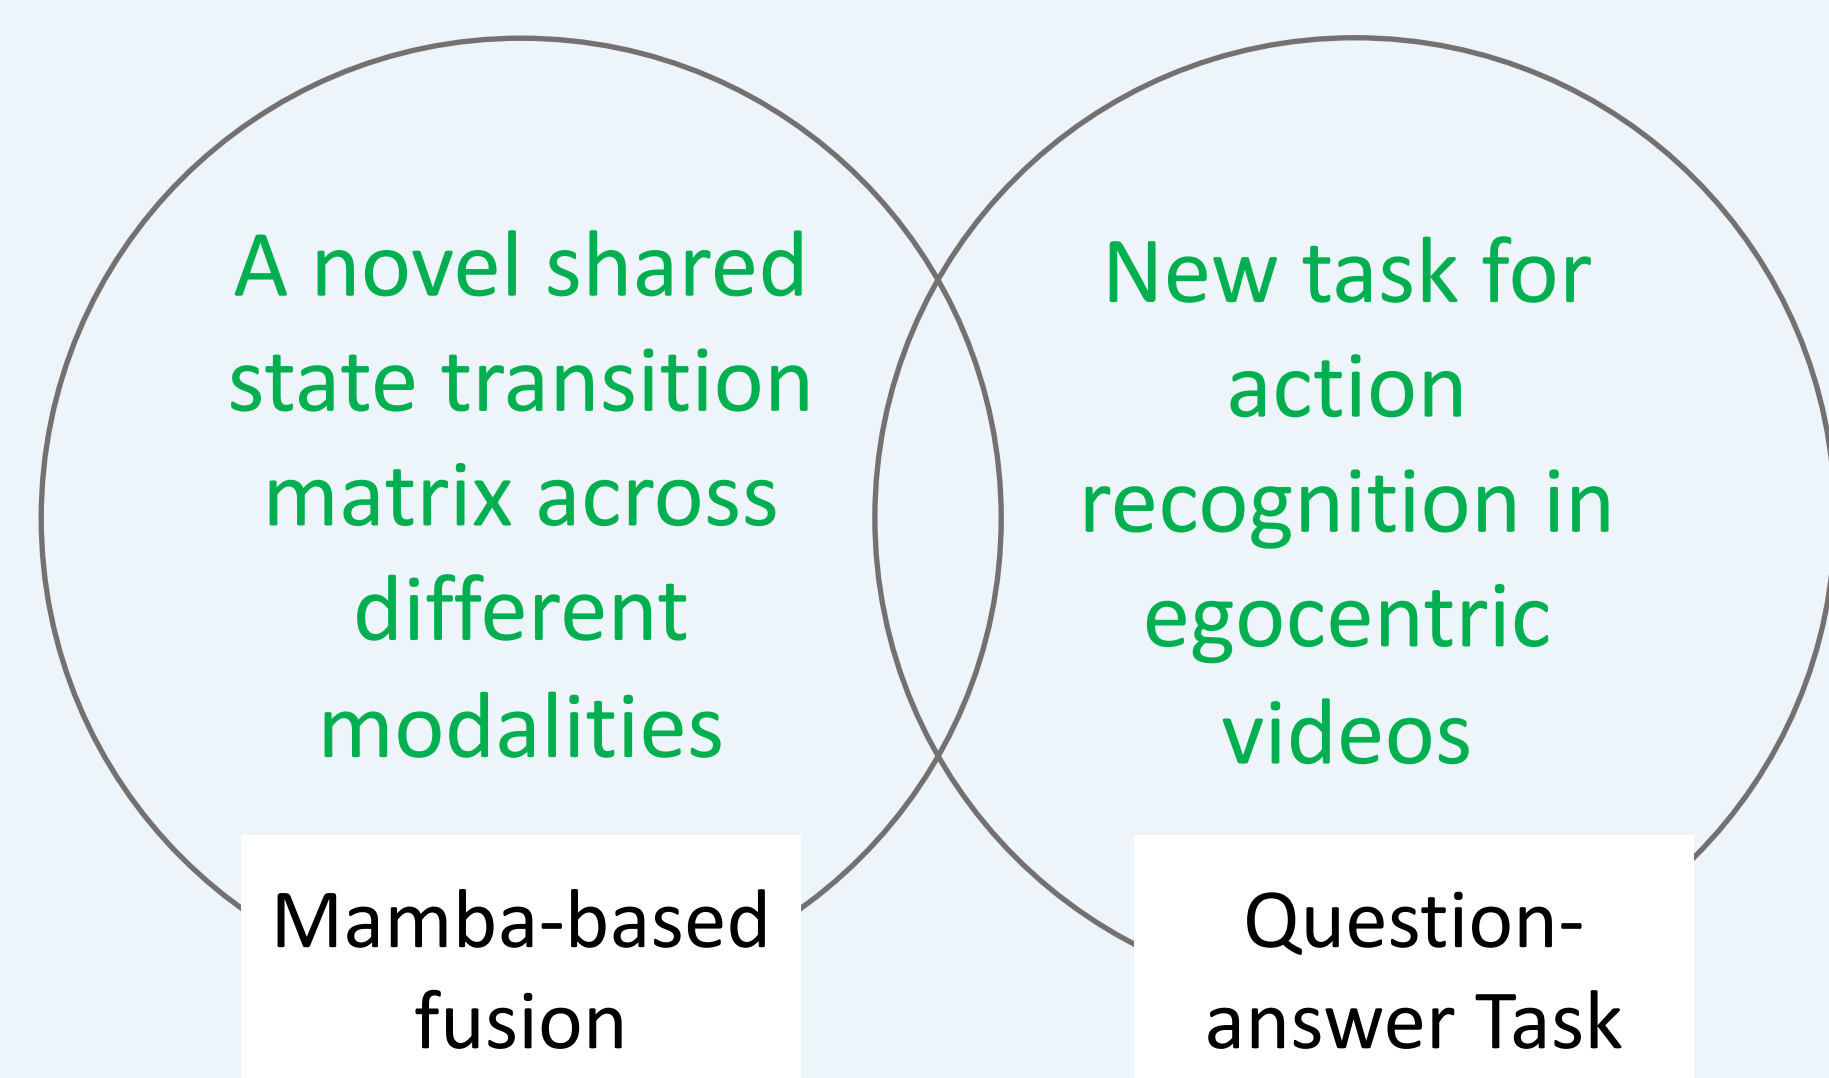 A novel shared
state transition
matrix across
different
modalities
New task for
action
recognition in
egocentric
videos
Mamba-based
fusion
Question-
answer Task